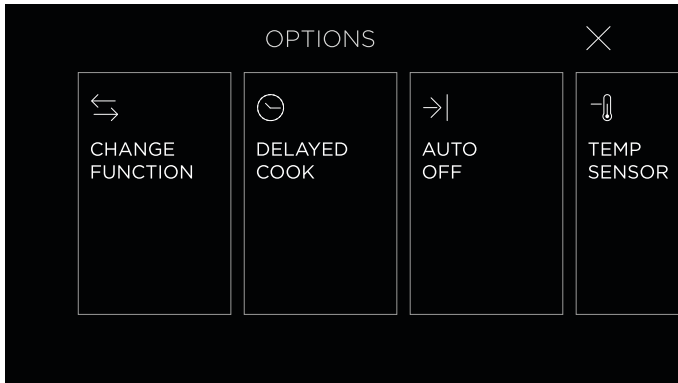 OPTIONS
CHANGE
FUNCTION
DELAYED
COOK
AUTO
OFF
TEMP
SENSOR